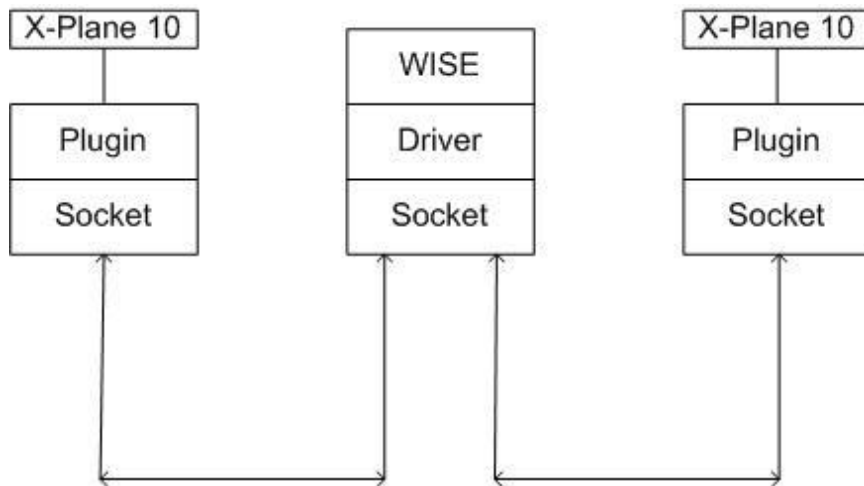 X-Plane 10
Plugin
Socket
WISE
Driver
Socket
X-Plane 10
Plugin
Socket